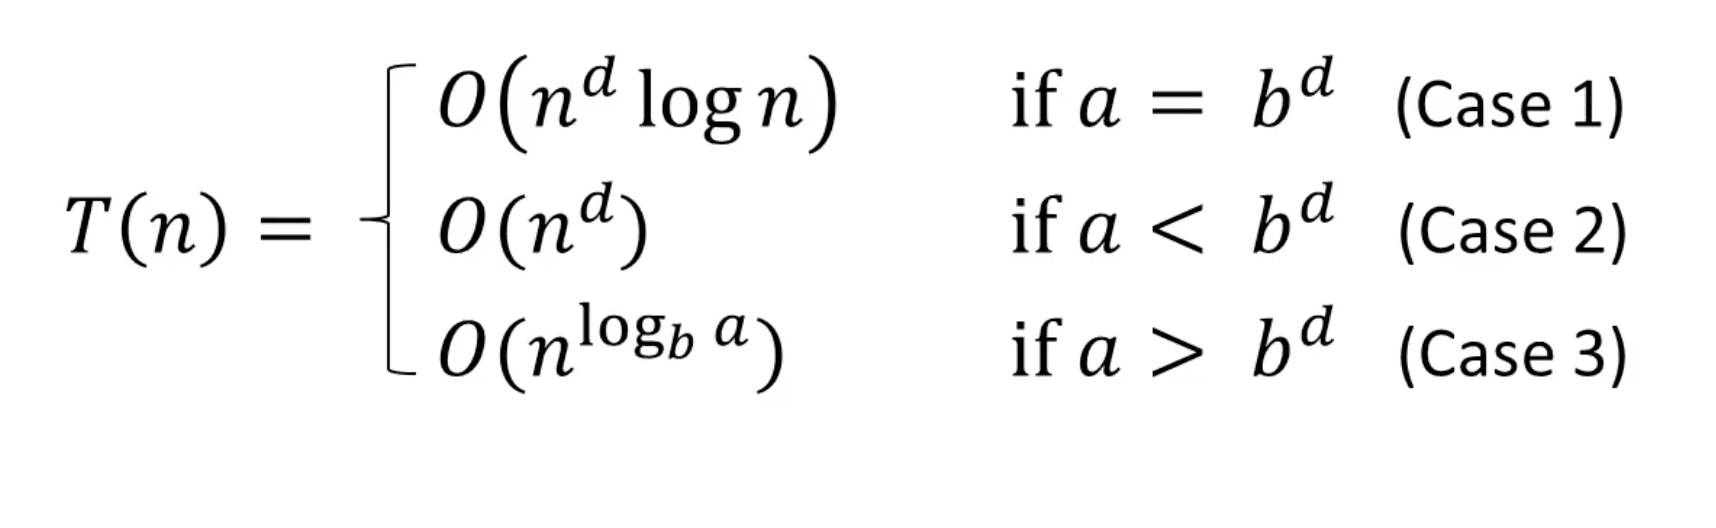 O(n^d log n) if a = b^d (Case 1)
T(n) = { O(n^d) if a < b^d (Case 2)
O(n^{log_b a}) if a > b^d (Case 3)